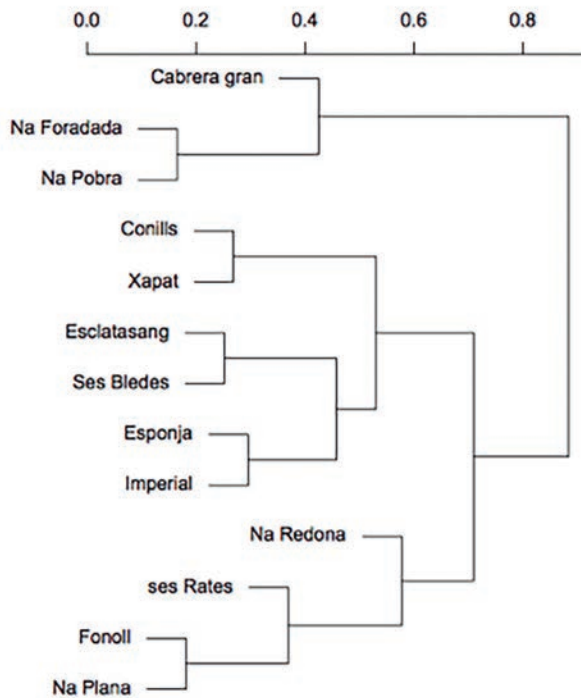 0.0 0.2 0.4 0.6 0.8
Cabrera gran
Na Foradada
Na Pobra
Conills
Xapat
Esclatasang
Ses Bledes
Esponja
Imperial
Na Redona
ses Rates
Fonoll
Na Plana